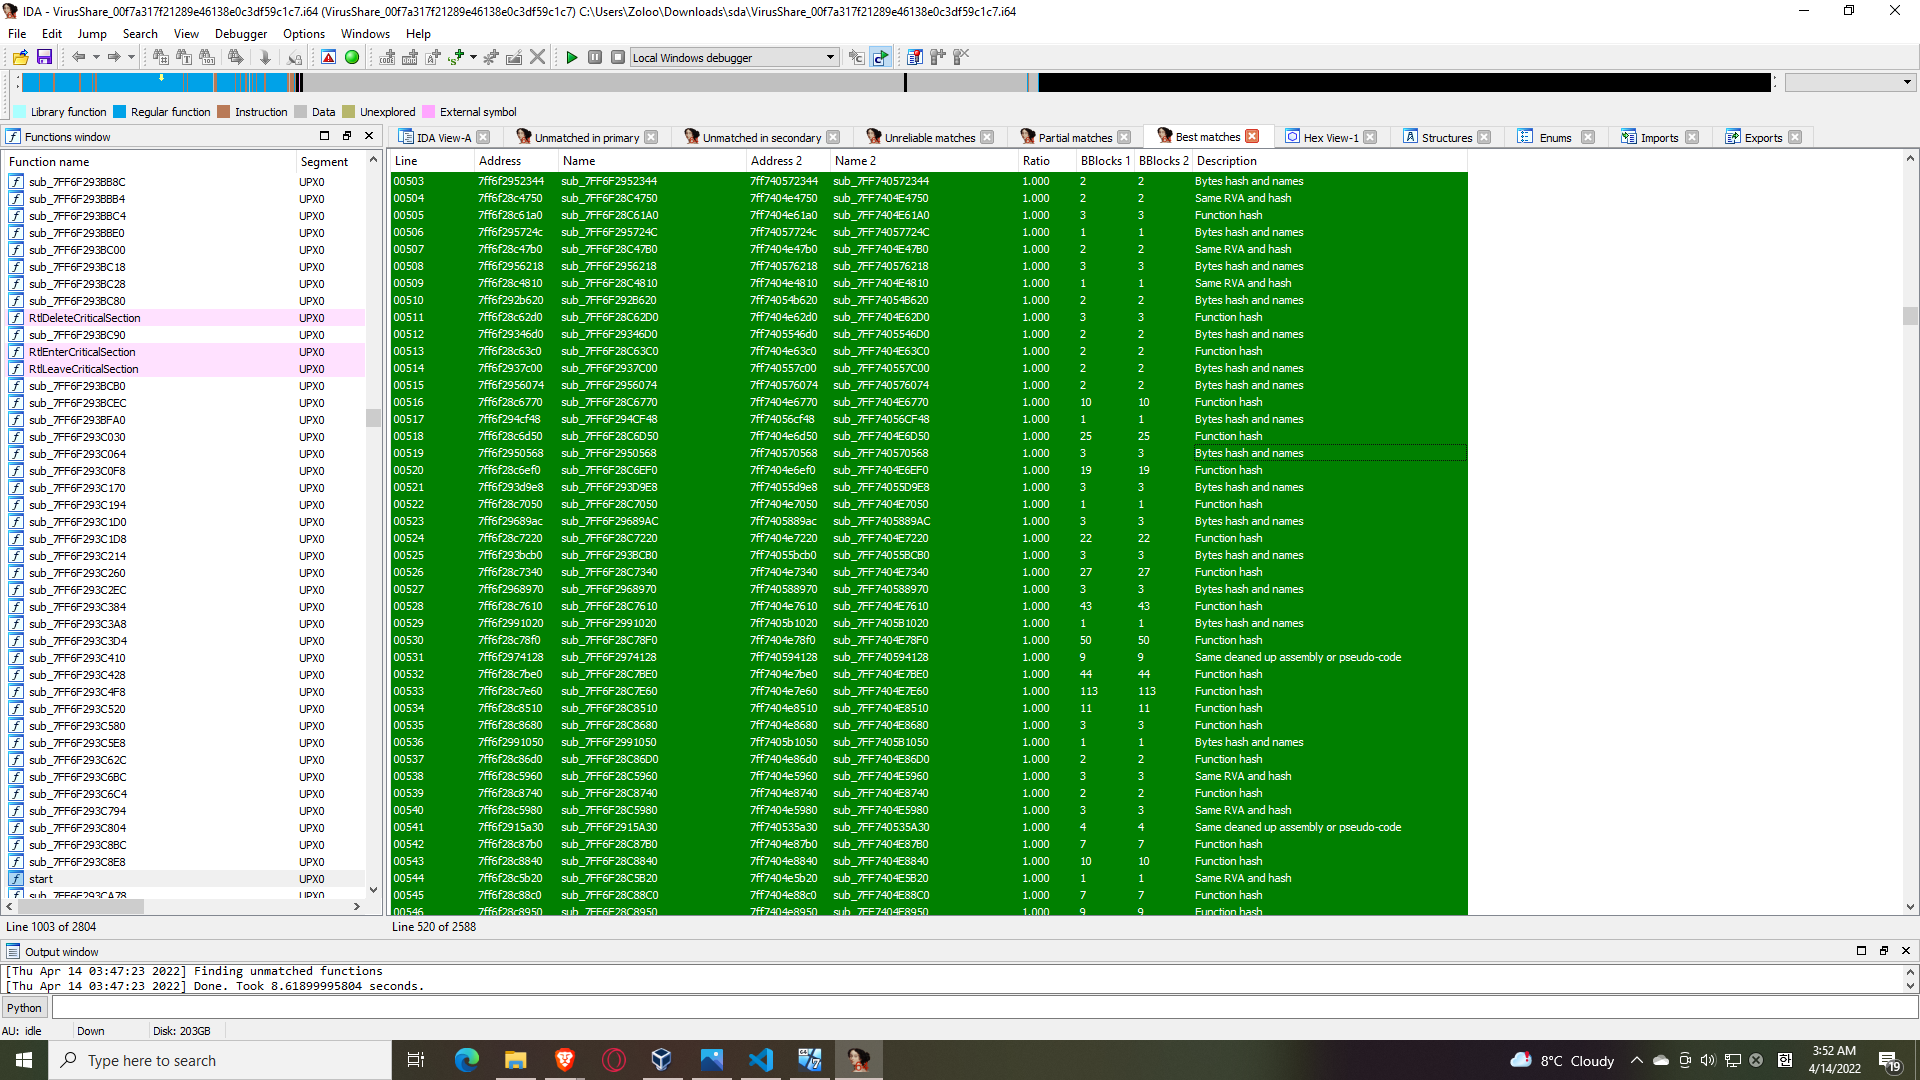 IDA - VirusShare_00f7a317f21289e46138e0c3df59c1c7.i64 (VirusShare_00f7a317f21289e46138e0c3df59c1c7) C:\Users\Zoloo\Downloads\sda\VirusShare_00f7a317f21289e46138e0c3df59c1c7.i64
File Edit Jump Search View Debugger Options Windows Help
Local Windows debugger
Library function Regular function Instruction Data Unexplored External symbol
Functions window
Function name Segment
sub_7FF6F293BB8C UPX0
sub_7FF6F293BBB4 UPX0
sub_7FF6F293BBC4 UPX0
sub_7FF6F293BBE0 UPX0
sub_7FF6F293BC00 UPX0
sub_7FF6F293BC18 UPX0
sub_7FF6F293BC28 UPX0
sub_7FF6F293BC80 UPX0
RtlDeleteCriticalSection UPX0
sub_7FF6F293BC90 UPX0
RtlEnterCriticalSection UPX0
RtlLeaveCriticalSection UPX0
sub_7FF6F293BCB0 UPX0
sub_7FF6F293BCEC UPX0
sub_7FF6F293BFA0 UPX0
sub_7FF6F293C030 UPX0
sub_7FF6F293C064 UPX0
sub_7FF6F293C0F8 UPX0
sub_7FF6F293C170 UPX0
sub_7FF6F293C194 UPX0
sub_7FF6F293C1D0 UPX0
sub_7FF6F293C1D8 UPX0
sub_7FF6F293C214 UPX0
sub_7FF6F293C260 UPX0
sub_7FF6F293C2EC UPX0
sub_7FF6F293C384 UPX0
sub_7FF6F293C3A8 UPX0
sub_7FF6F293C3D4 UPX0
sub_7FF6F293C410 UPX0
sub_7FF6F293C428 UPX0
sub_7FF6F293C4F8 UPX0
sub_7FF6F293C520 UPX0
sub_7FF6F293C580 UPX0
sub_7FF6F293C5E8 UPX0
sub_7FF6F293C62C UPX0
sub_7FF6F293C6BC UPX0
sub_7FF6F293C6C4 UPX0
sub_7FF6F293C794 UPX0
sub_7FF6F293C804 UPX0
sub_7FF6F293C8BC UPX0
sub_7FF6F293C8E8 UPX0
start UPX0
sub_7FF6F293CA78 UPX0
Line 1003 of 2804
IDA View-A Unmatched in primary Unmatched in secondary Unreliable matches Partial matches Best matches Hex View-1 Structures Enums Imports Exports
Line Address Name Address 2 Name 2 Ratio BBlocks 1 BBlocks 2 Description
00503 7ff6f2952344 sub_7FF6F2952344 7ff740572344 sub_7FF740572344 1.000 2 2 Bytes hash and names
00504 7ff6f28c4750 sub_7FF6F28C4750 7ff7404e4750 sub_7FF7404E4750 1.000 2 2 Same RVA and hash
00505 7ff6f28c61a0 sub_7FF6F28C61A0 7ff7404e61a0 sub_7FF7404E61A0 1.000 3 3 Function hash
00506 7ff6f295724c sub_7FF6F295724C 7ff74057724c sub_7FF74057724C 1.000 1 1 Bytes hash and names
00507 7ff6f28c47b0 sub_7FF6F28C47B0 7ff7404e47b0 sub_7FF7404E47B0 1.000 2 2 Same RVA and hash
00508 7ff6f2956218 sub_7FF6F2956218 7ff740576218 sub_7FF740576218 1.000 3 3 Bytes hash and names
00509 7ff6f28c4810 sub_7FF6F28C4810 7ff7404e4810 sub_7FF7404E4810 1.000 1 1 Same RVA and hash
00510 7ff6f292b620 sub_7FF6F292B620 7ff74054b620 sub_7FF74054B620 1.000 2 2 Bytes hash and names
00511 7ff6f28c62d0 sub_7FF6F28C62D0 7ff7404e62d0 sub_7FF7404E62D0 1.000 3 3 Function hash
00512 7ff6f29346d0 sub_7FF6F29346D0 7ff7405546d0 sub_7FF7405546D0 1.000 2 2 Bytes hash and names
00513 7ff6f28c63c0 sub_7FF6F28C63C0 7ff7404e63c0 sub_7FF7404E63C0 1.000 2 2 Function hash
00514 7ff6f2937c00 sub_7FF6F2937C00 7ff740557c00 sub_7FF740557C00 1.000 2 2 Bytes hash and names
00515 7ff6f2956074 sub_7FF6F2956074 7ff740576074 sub_7FF740576074 1.000 2 2 Bytes hash and names
00516 7ff6f28c6770 sub_7FF6F28C6770 7ff7404e6770 sub_7FF7404E6770 1.000 10 10 Function hash
00517 7ff6f294cf48 sub_7FF6F294CF48 7ff74056cf48 sub_7FF74056CF48 1.000 1 1 Bytes hash and names
00518 7ff6f28c6d50 sub_7FF6F28C6D50 7ff7404e6d50 sub_7FF7404E6D50 1.000 25 25 Function hash
00519 7ff6f2950568 sub_7FF6F2950568 7ff740570568 sub_7FF740570568 1.000 3 3 Bytes hash and names
00520 7ff6f28c6ef0 sub_7FF6F28C6EF0 7ff7404e6ef0 sub_7FF7404E6EF0 1.000 19 19 Function hash
00521 7ff6f293d9e8 sub_7FF6F293D9E8 7ff74055d9e8 sub_7FF74055D9E8 1.000 3 3 Bytes hash and names
00522 7ff6f28c7050 sub_7FF6F28C7050 7ff7404e7050 sub_7FF7404E7050 1.000 1 1 Function hash
00523 7ff6f29689ac sub_7FF6F29689AC 7ff7405889ac sub_7FF7405889AC 1.000 3 3 Bytes hash and names
00524 7ff6f28c7220 sub_7FF6F28C7220 7ff7404e7220 sub_7FF7404E7220 1.000 22 22 Function hash
00525 7ff6f293bcb0 sub_7FF6F293BCB0 7ff74055bcb0 sub_7FF74055BCB0 1.000 3 3 Bytes hash and names
00526 7ff6f28c7340 sub_7FF6F28C7340 7ff7404e7340 sub_7FF7404E7340 1.000 27 27 Function hash
00527 7ff6f2968970 sub_7FF6F2968970 7ff740588970 sub_7FF740588970 1.000 3 3 Bytes hash and names
00528 7ff6f28c7610 sub_7FF6F28C7610 7ff7404e7610 sub_7FF7404E7610 1.000 43 43 Function hash
00529 7ff6f2991020 sub_7FF6F2991020 7ff7405b1020 sub_7FF7405B1020 1.000 1 1 Bytes hash and names
00530 7ff6f28c78f0 sub_7FF6F28C78F0 7ff7404e78f0 sub_7FF7404E78F0 1.000 50 50 Function hash
00531 7ff6f2974128 sub_7FF6F2974128 7ff740594128 sub_7FF740594128 1.000 9 9 Same cleaned up assembly or pseudo-code
00532 7ff6f28c7be0 sub_7FF6F28C7BE0 7ff7404e7be0 sub_7FF7404E7BE0 1.000 44 44 Function hash
00533 7ff6f28c7e60 sub_7FF6F28C7E60 7ff7404e7e60 sub_7FF7404E7E60 1.000 113 113 Function hash
00534 7ff6f28c8510 sub_7FF6F28C8510 7ff7404e8510 sub_7FF7404E8510 1.000 11 11 Function hash
00535 7ff6f28c8680 sub_7FF6F28C8680 7ff7404e8680 sub_7FF7404E8680 1.000 3 3 Function hash
00536 7ff6f2991050 sub_7FF6F2991050 7ff7405b1050 sub_7FF7405B1050 1.000 1 1 Bytes hash and names
00537 7ff6f28c86d0 sub_7FF6F28C86D0 7ff7404e86d0 sub_7FF7404E86D0 1.000 2 2 Function hash
00538 7ff6f28c5960 sub_7FF6F28C5960 7ff7404e5960 sub_7FF7404E5960 1.000 3 3 Same RVA and hash
00539 7ff6f28c8740 sub_7FF6F28C8740 7ff7404e8740 sub_7FF7404E8740 1.000 2 2 Function hash
00540 7ff6f28c5980 sub_7FF6F28C5980 7ff7404e5980 sub_7FF7404E5980 1.000 3 3 Same RVA and hash
00541 7ff6f2915a30 sub_7FF6F2915A30 7ff740535a30 sub_7FF740535A30 1.000 4 4 Same cleaned up assembly or pseudo-code
00542 7ff6f28c87b0 sub_7FF6F28C87B0 7ff7404e87b0 sub_7FF7404E87B0 1.000 7 7 Function hash
00543 7ff6f28c8840 sub_7FF6F28C8840 7ff7404e8840 sub_7FF7404E8840 1.000 10 10 Function hash
00544 7ff6f28c5b20 sub_7FF6F28C5B20 7ff7404e5b20 sub_7FF7404E5B20 1.000 1 1 Same RVA and hash
00545 7ff6f28c88c0 sub_7FF6F28C88C0 7ff7404e88c0 sub_7FF7404E88C0 1.000 7 7 Function hash
00546 7ff6f28c8950 sub_7FF6F28C8950 7ff7404e8950 sub_7FF7404E8950 1.000 9 9 Function hash
Line 520 of 2588
Output window
[Thu Apr 14 03:47:23 2022] Finding unmatched functions
[Thu Apr 14 03:47:23 2022] Done. Took 8.61899995804 seconds.
Python
AU: idle Down Disk: 203GB
Type here to search
8°C Cloudy
3:52 AM
4/14/2022
19